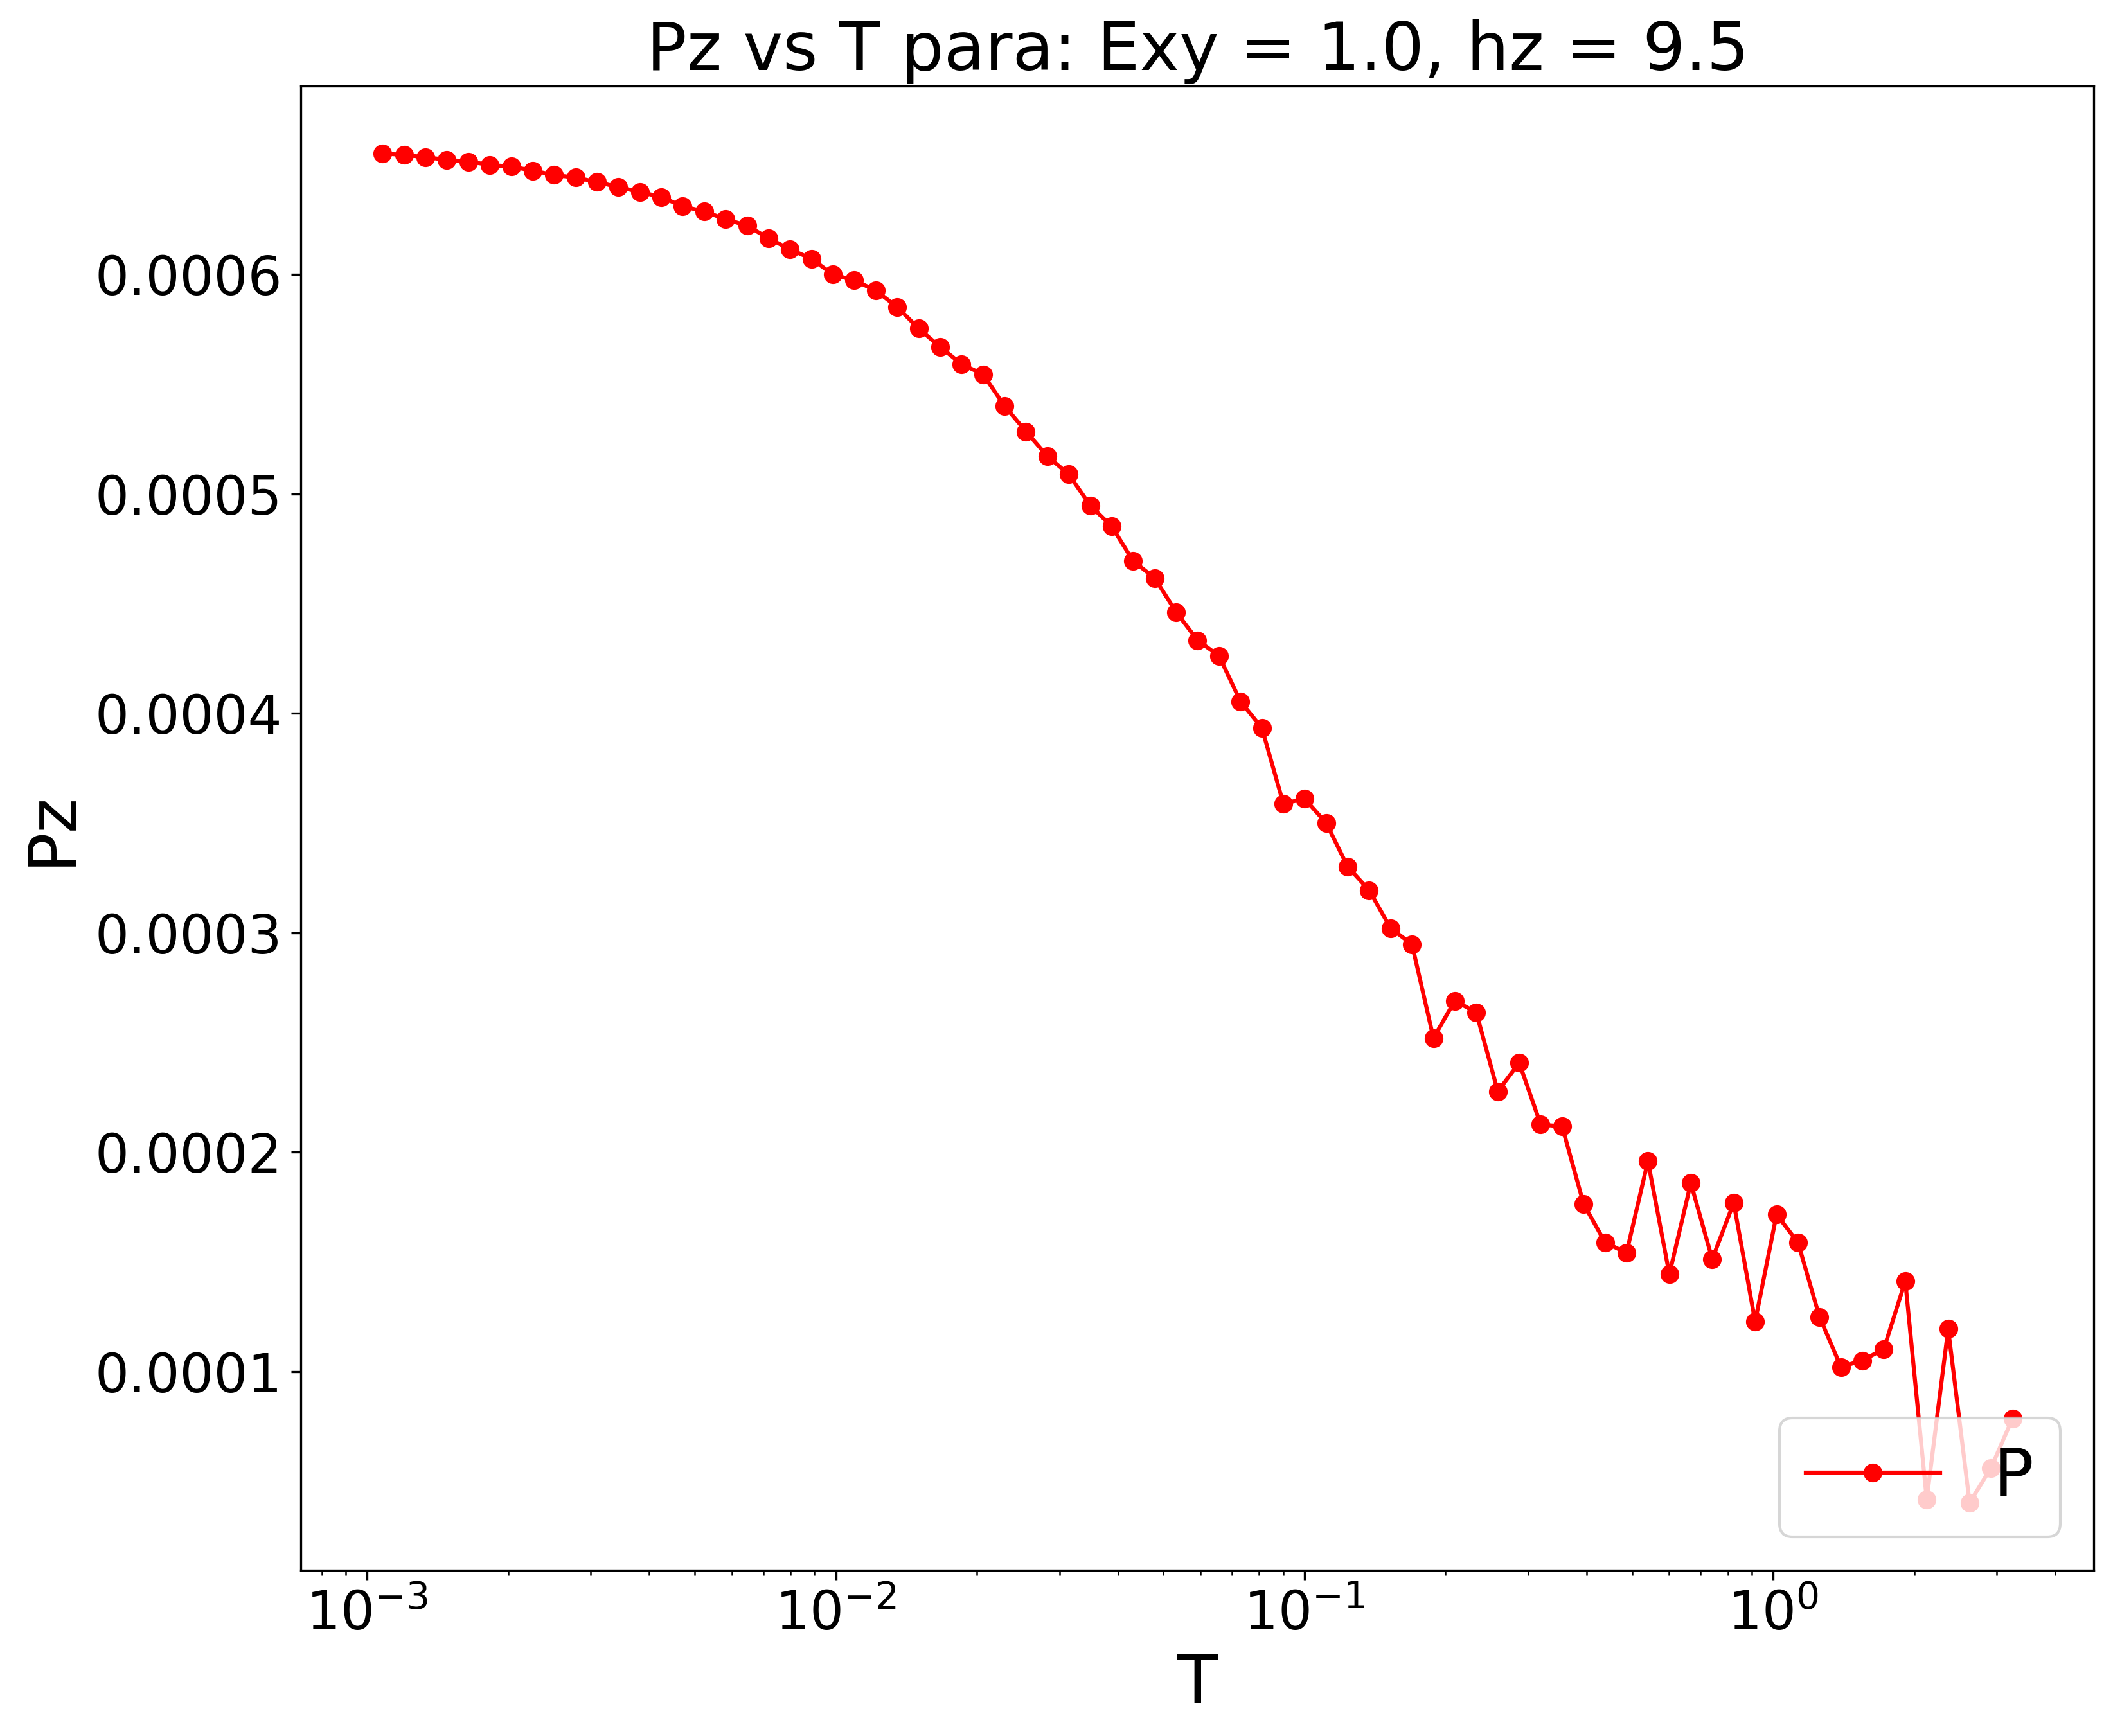 Pz vs T para: Exy = 1.0, hz = 9.5
Pz
0.0006
0.0005
0.0004
0.0003
0.0002
0.0001
P
10⁻³ 10⁻² 10⁻¹ 10⁰
T